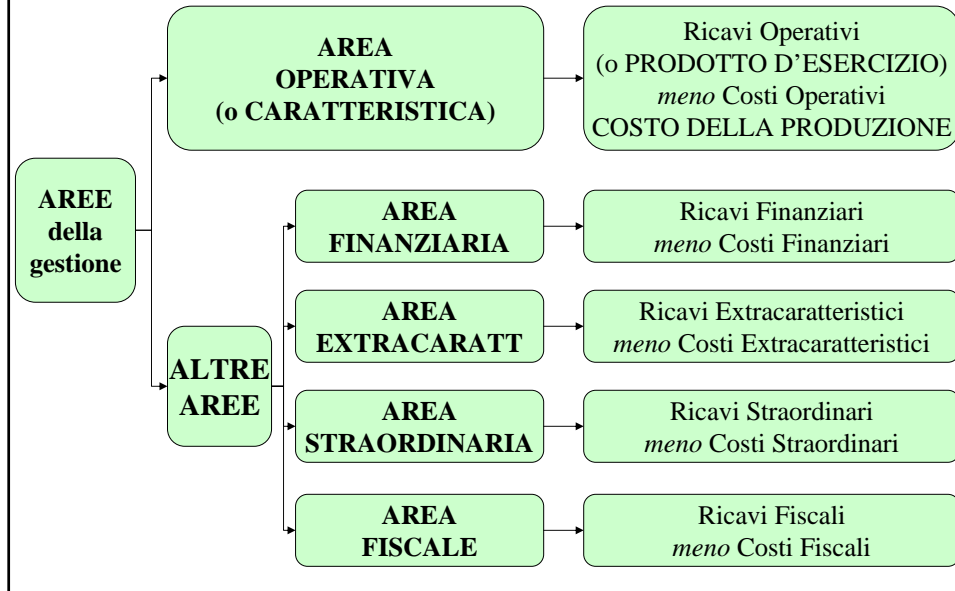 AREE
della
gestione
AREA
OPERATIVA
(o CARATTERISTICA)
Ricavi Operativi
(o PRODOTTO D’ESERCIZIO)
meno Costi Operativi
COSTO DELLA PRODUZIONE
ALTRE
AREE
AREA
FINANZIARIA
Ricavi Finanziari
meno Costi Finanziari
AREA
EXTRACARATT
Ricavi Extracaratteristici
meno Costi Extracaratteristici
AREA
STRAORDINARIA
Ricavi Straordinari
meno Costi Straordinari
AREA
FISCALE
Ricavi Fiscali
meno Costi Fiscali